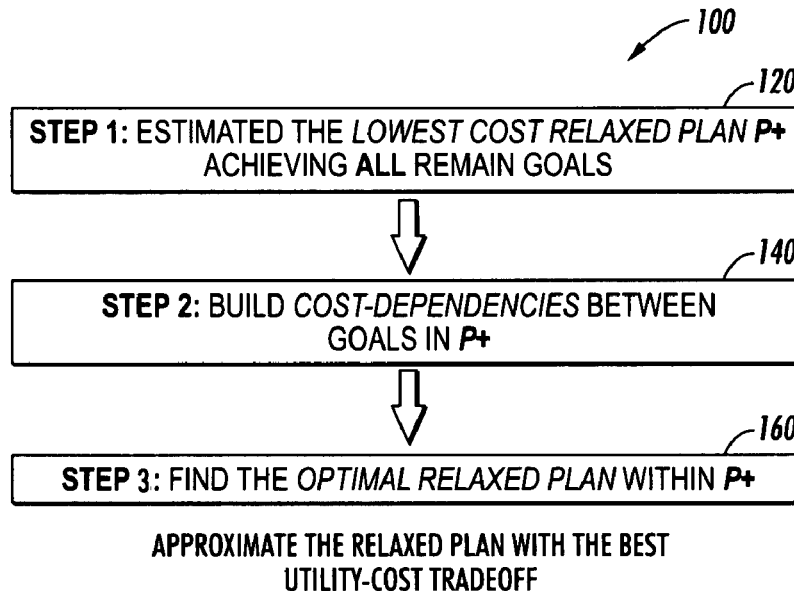 100
120
STEP 1: ESTIMATED THE LOWEST COST RELAXED PLAN P+
ACHIEVING ALL REMAIN GOALS
140
STEP 2: BUILD COST-DEPENDENCIES BETWEEN
GOALS IN P+
160
STEP 3: FIND THE OPTIMAL RELAXED PLAN WITHIN P+
APPROXIMATE THE RELAXED PLAN WITH THE BEST
UTILITY-COST TRADEOFF